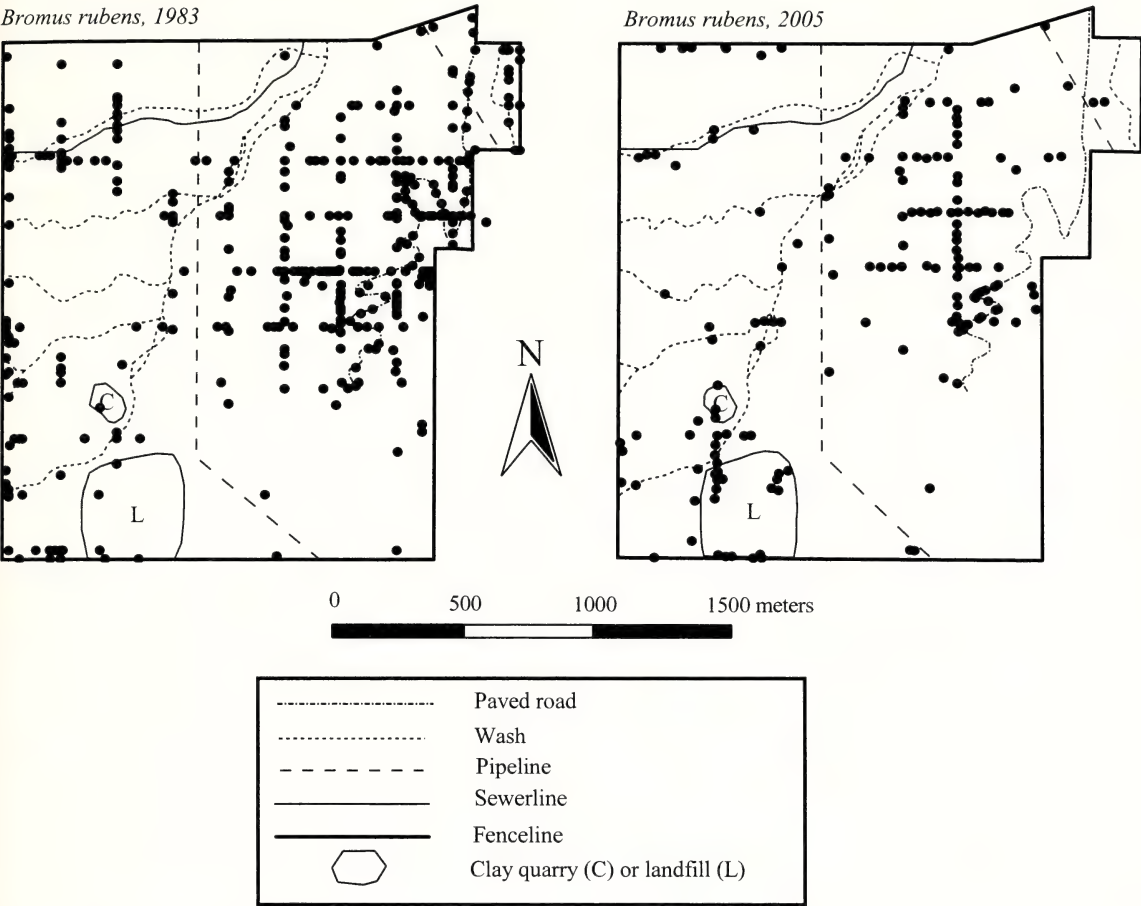 Bromus rubens, 1983
Bromus rubens, 2005
C
L
N
C
L
0 500 1000 1500 meters
Paved road
Wash
Pipeline
Sewerline
Fenceline
Clay quarry (C) or landfill (L)